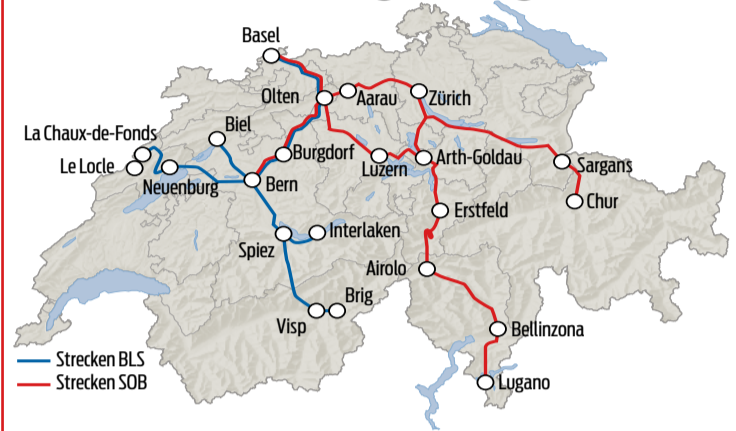 Basel
Olten
Aarau
Zürich
La Chaux-de-Fonds
Biel
Le Locle
Neuenburg
Burgdorf
Bern
Luzern
Arth-Goldau
Sargans
Chur
Erstfeld
Spiez
Interlaken
Airolo
Visp
Brig
Bellinzona
Lugano
Strecken BLS
Strecken SOB